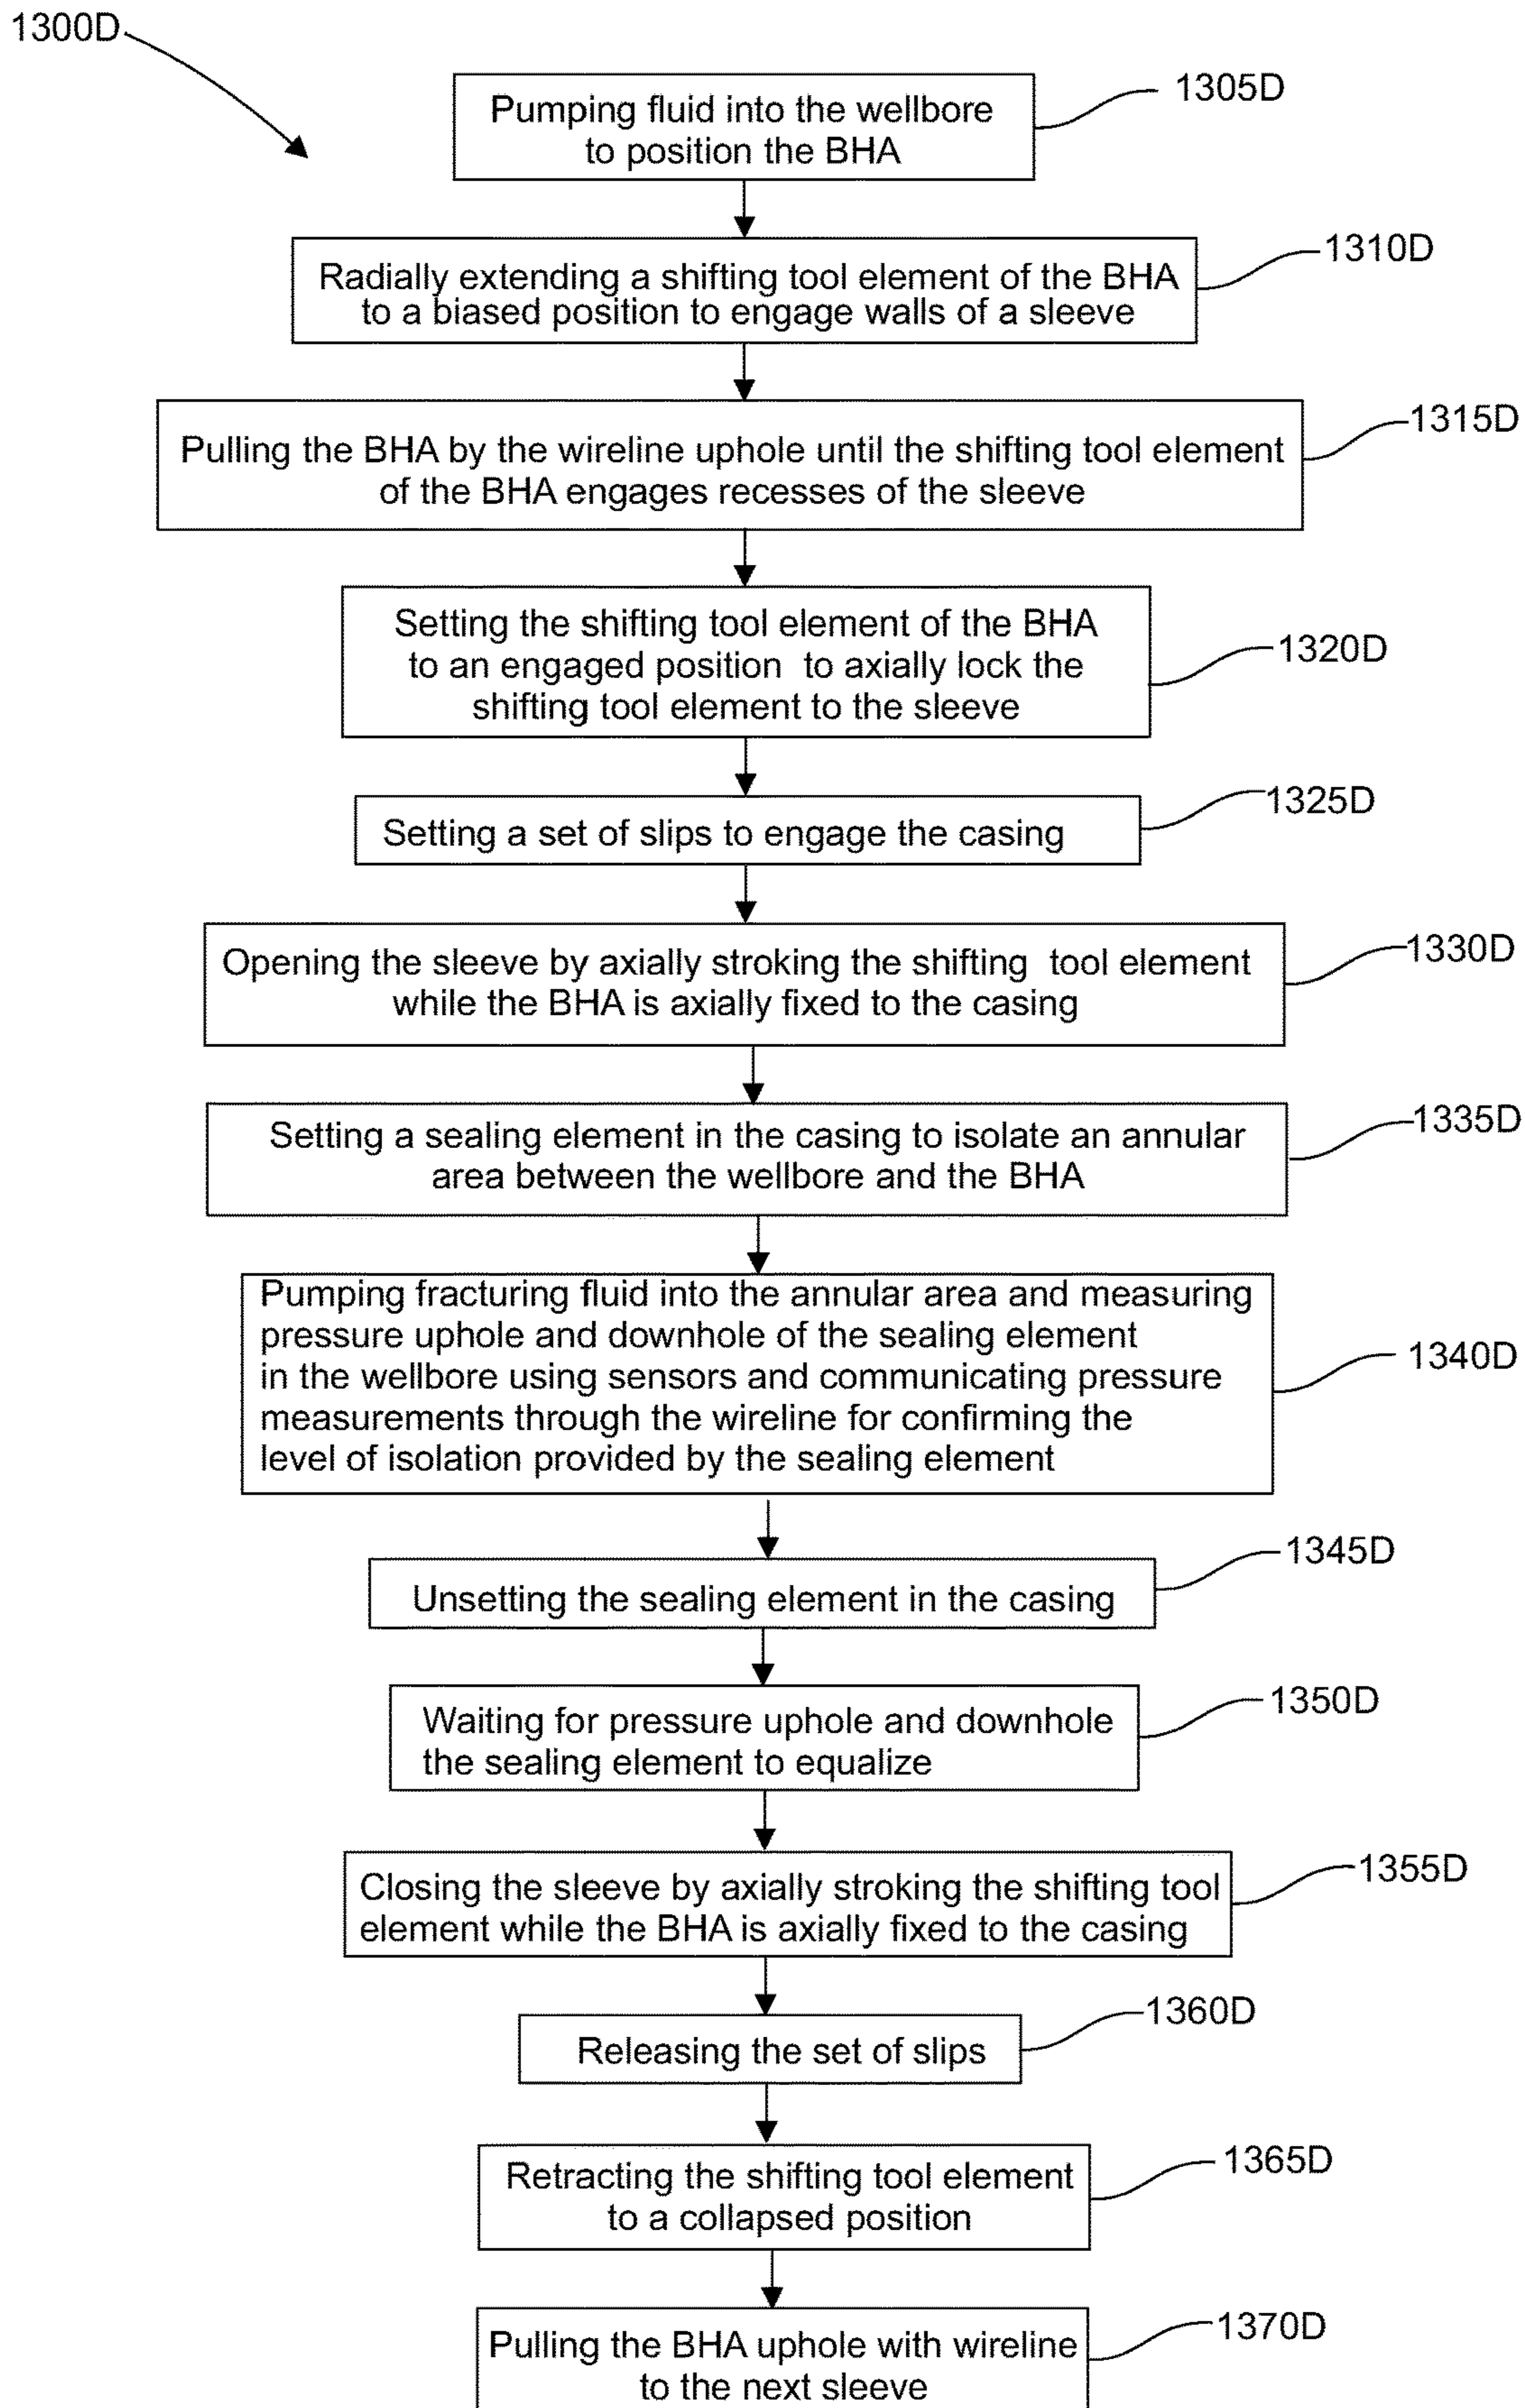 1300D
Pumping fluid into the wellbore
to position the BHA
1305D
Radially extending a shifting tool element of the BHA
to a biased position to engage walls of a sleeve
1310D
Pulling the BHA by the wireline uphole until the shifting tool element
of the BHA engages recesses of the sleeve
1315D
Setting the shifting tool element of the BHA
to an engaged position to axially lock the
shifting tool element to the sleeve
1320D
Setting a set of slips to engage the casing
1325D
Opening the sleeve by axially stroking the shifting tool element
while the BHA is axially fixed to the casing
1330D
Setting a sealing element in the casing to isolate an annular
area between the wellbore and the BHA
1335D
Pumping fracturing fluid into the annular area and measuring
pressure uphole and downhole of the sealing element
in the wellbore using sensors and communicating pressure
measurements through the wireline for confirming the
level of isolation provided by the sealing element
1340D
Unsetting the sealing element in the casing
1345D
Waiting for pressure uphole and downhole
the sealing element to equalize
1350D
Closing the sleeve by axially stroking the shifting tool
element while the BHA is axially fixed to the casing
1355D
Releasing the set of slips
1360D
Retracting the shifting tool element
to a collapsed position
1365D
Pulling the BHA uphole with wireline
to the next sleeve
1370D